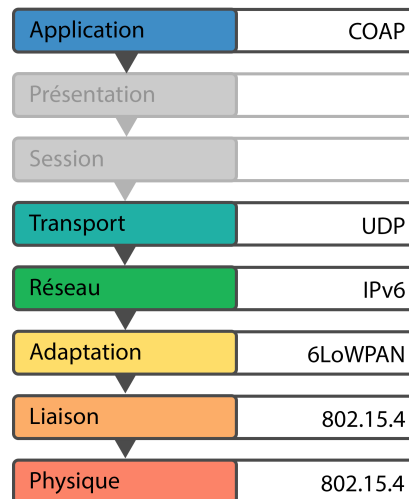 Application COAP
Présentation
Session
Transport UDP
Réseau IPv6
Adaptation 6LoWPAN
Liaison 802.15.4
Physique 802.15.4